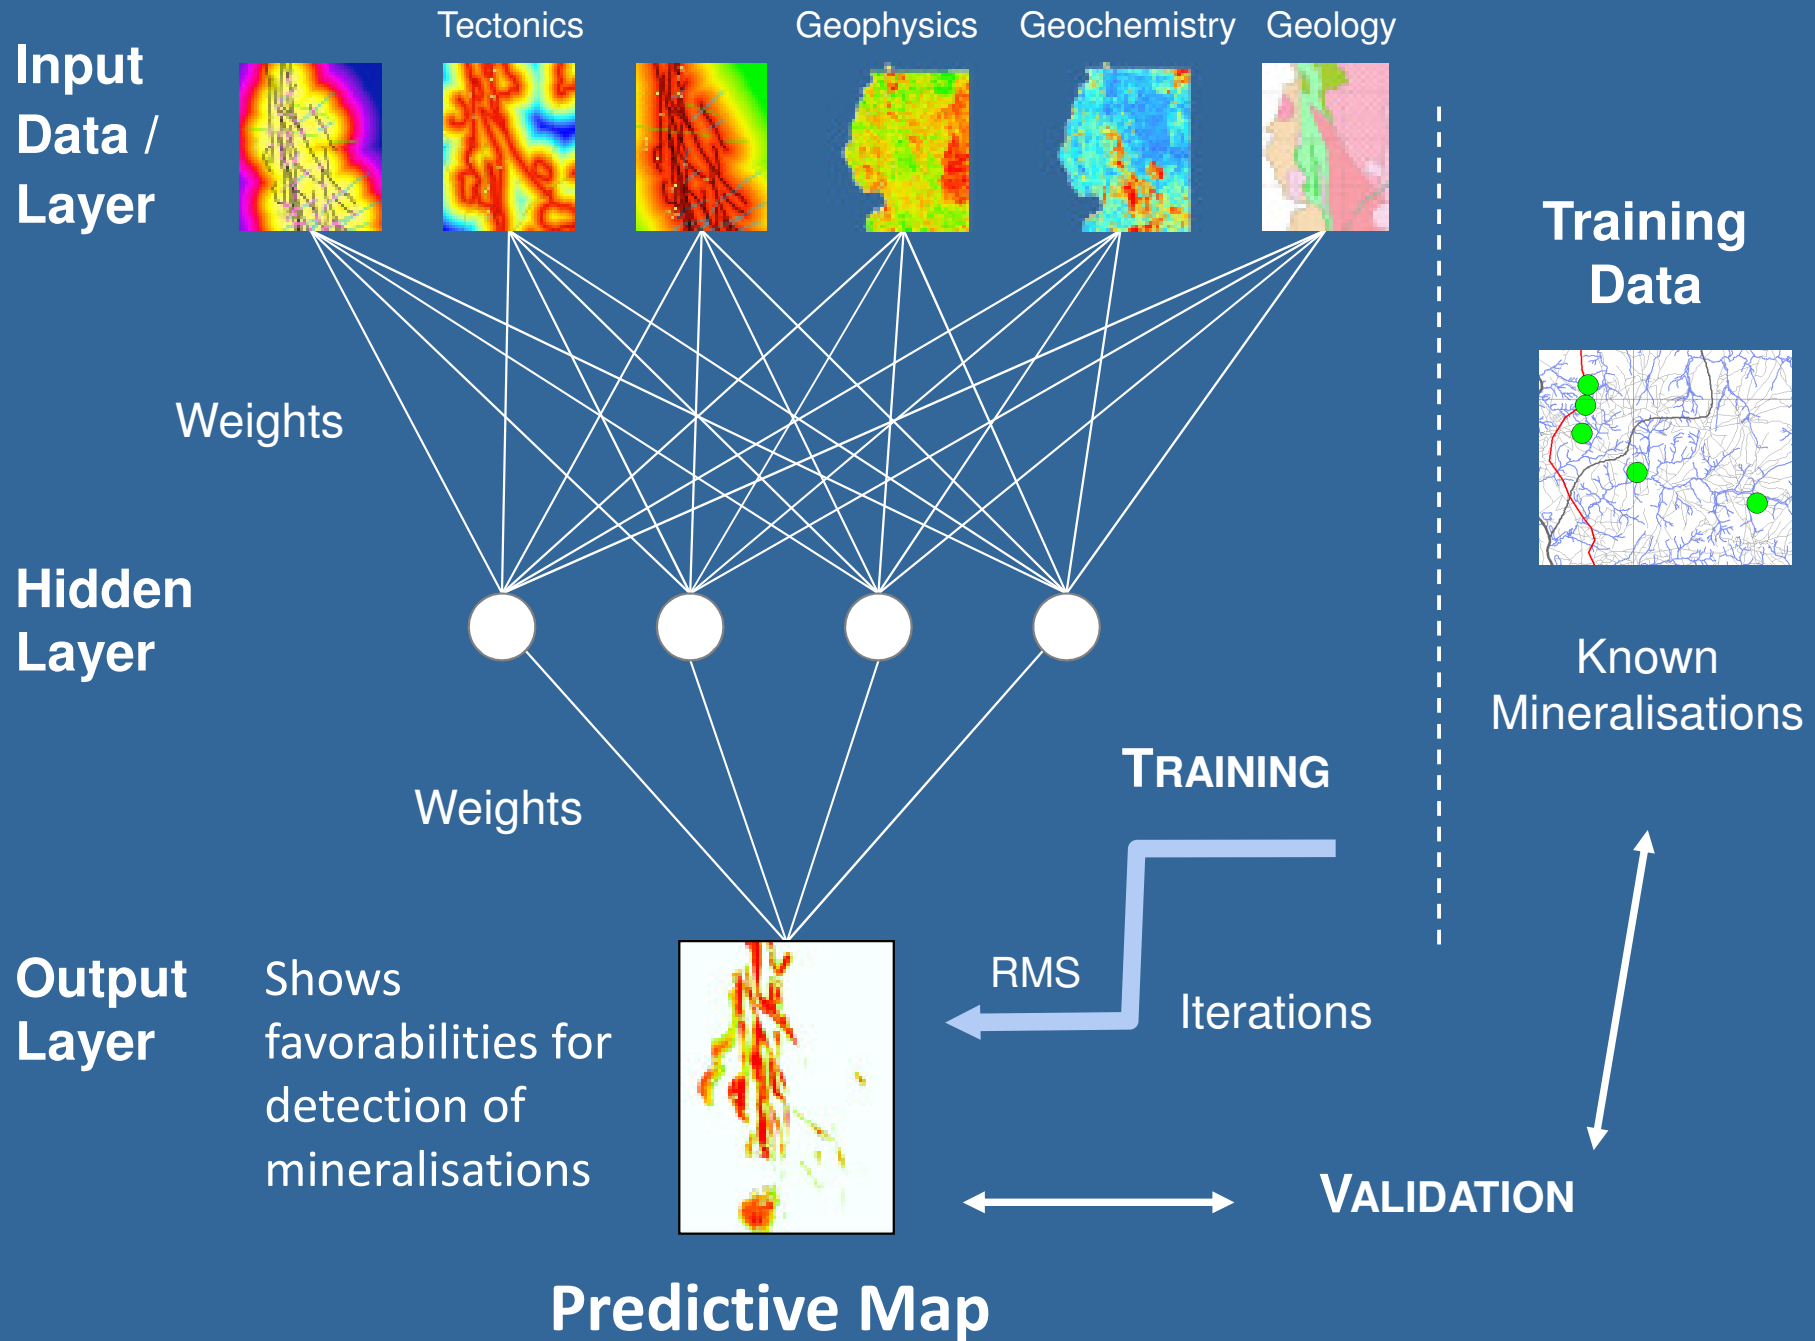 Tectonics
Geophysics
Geochemistry
Geology
Input
Data /
Layer
Training
Data
Weights
Hidden
Layer
Known
Mineralisations
TRAINING
Weights
Output
Layer
Shows
favorabilities for
detection of
mineralisations
RMS
Iterations
VALIDATION
Predictive Map